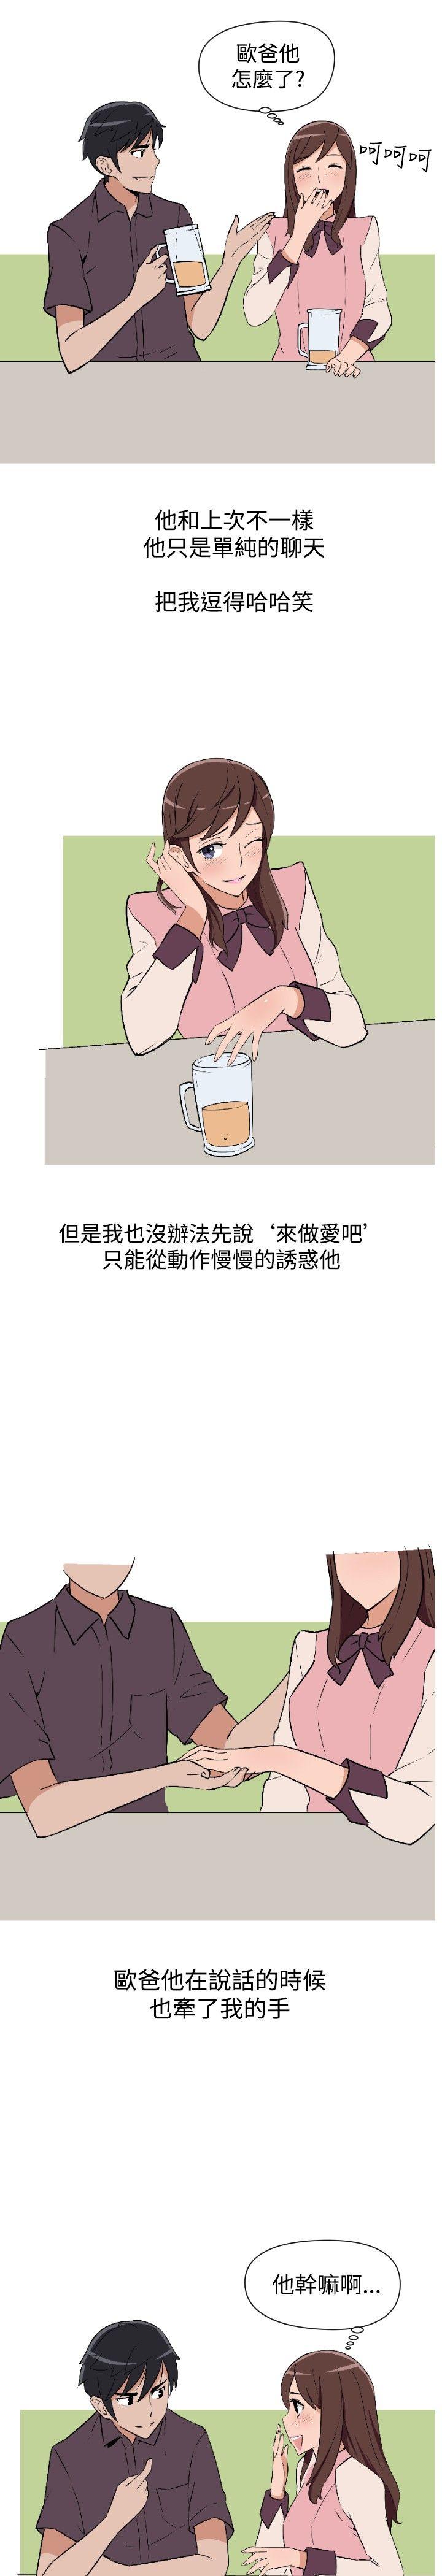 歐爸他
怎麼了?
呵呵呵
他和上次不一樣
他只是單純的聊天
把我逗得哈哈笑
但是我也沒辦法先說‘來做愛吧’
只能從動作慢慢的誘惑他
歐爸他在說話的時候
也牽了我的手
他幹嘛啊...